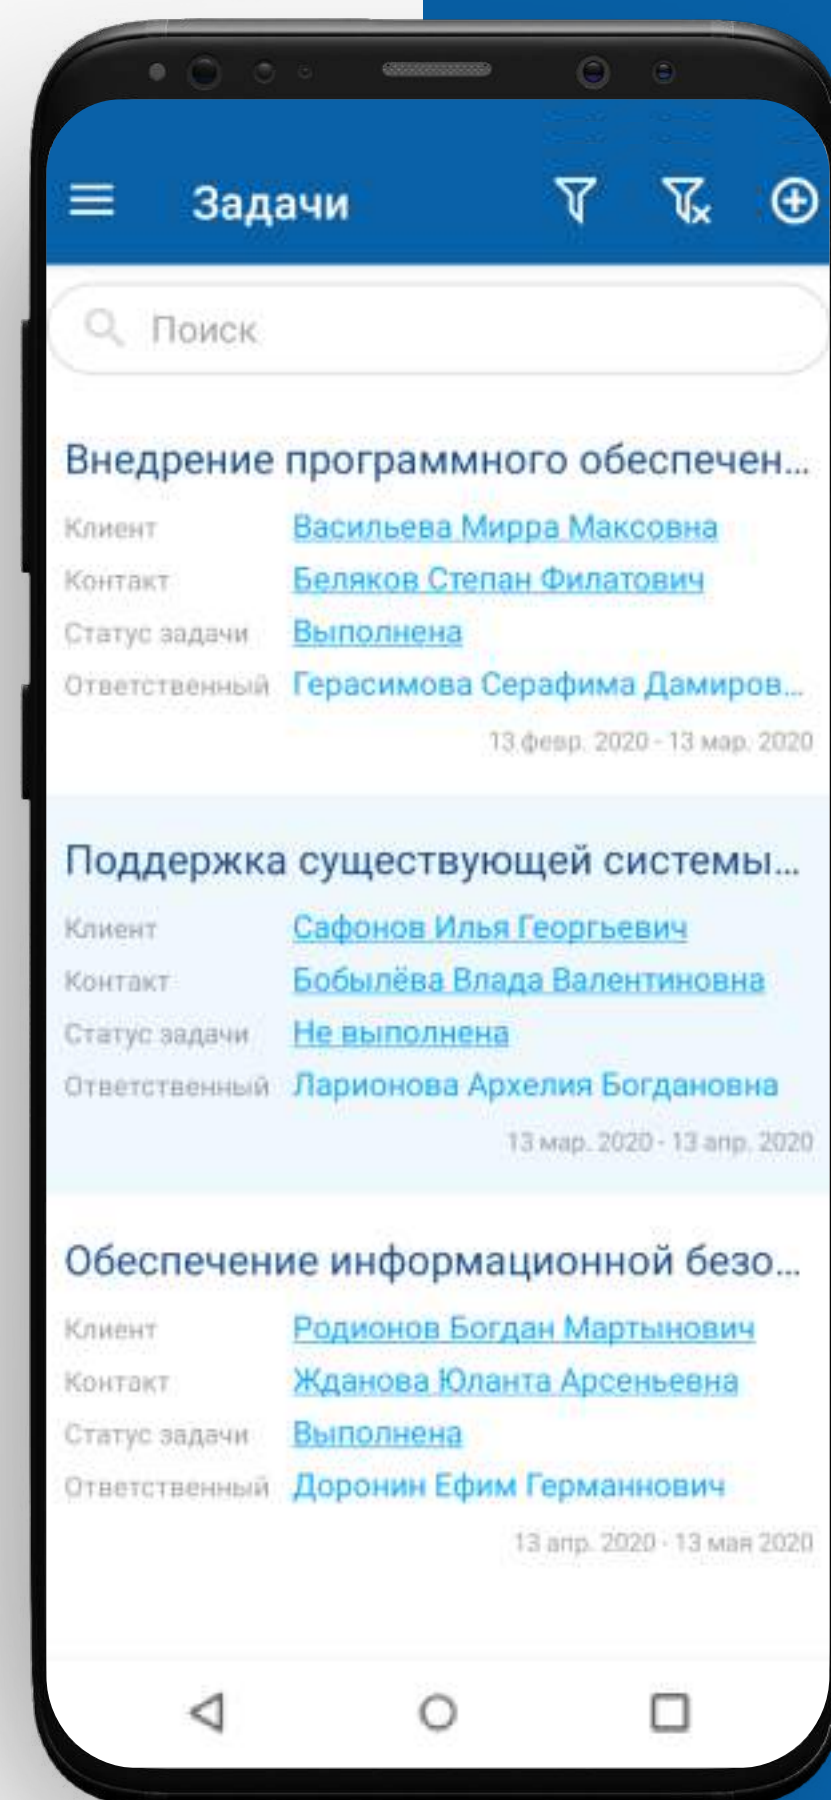 Задачи
Поиск
Внедрение программного обеспечен...
Клиент Васильева Мирра Максовна
Контакт Беляков Степан Филатович
Статус задачи Выполнена
Ответственный Герасимова Серафима Дамиров...
13 февр. 2020 - 13 мар. 2020
Поддержка существующей системы...
Клиент Сафонов Илья Георгьевич
Контакт Бобылёва Влада Валентиновна
Статус задачи Не выполнена
Ответственный Ларионова Архелия Богдановна
13 мар. 2020 - 13 апр. 2020
Обеспечение информационной безо...
Клиент Родионов Богдан Мартынович
Контакт Жданова Юланта Арсеньевна
Статус задачи Выполнена
Ответственный Доронин Ефим Германнович
13 апр. 2020 - 13 мая 2020